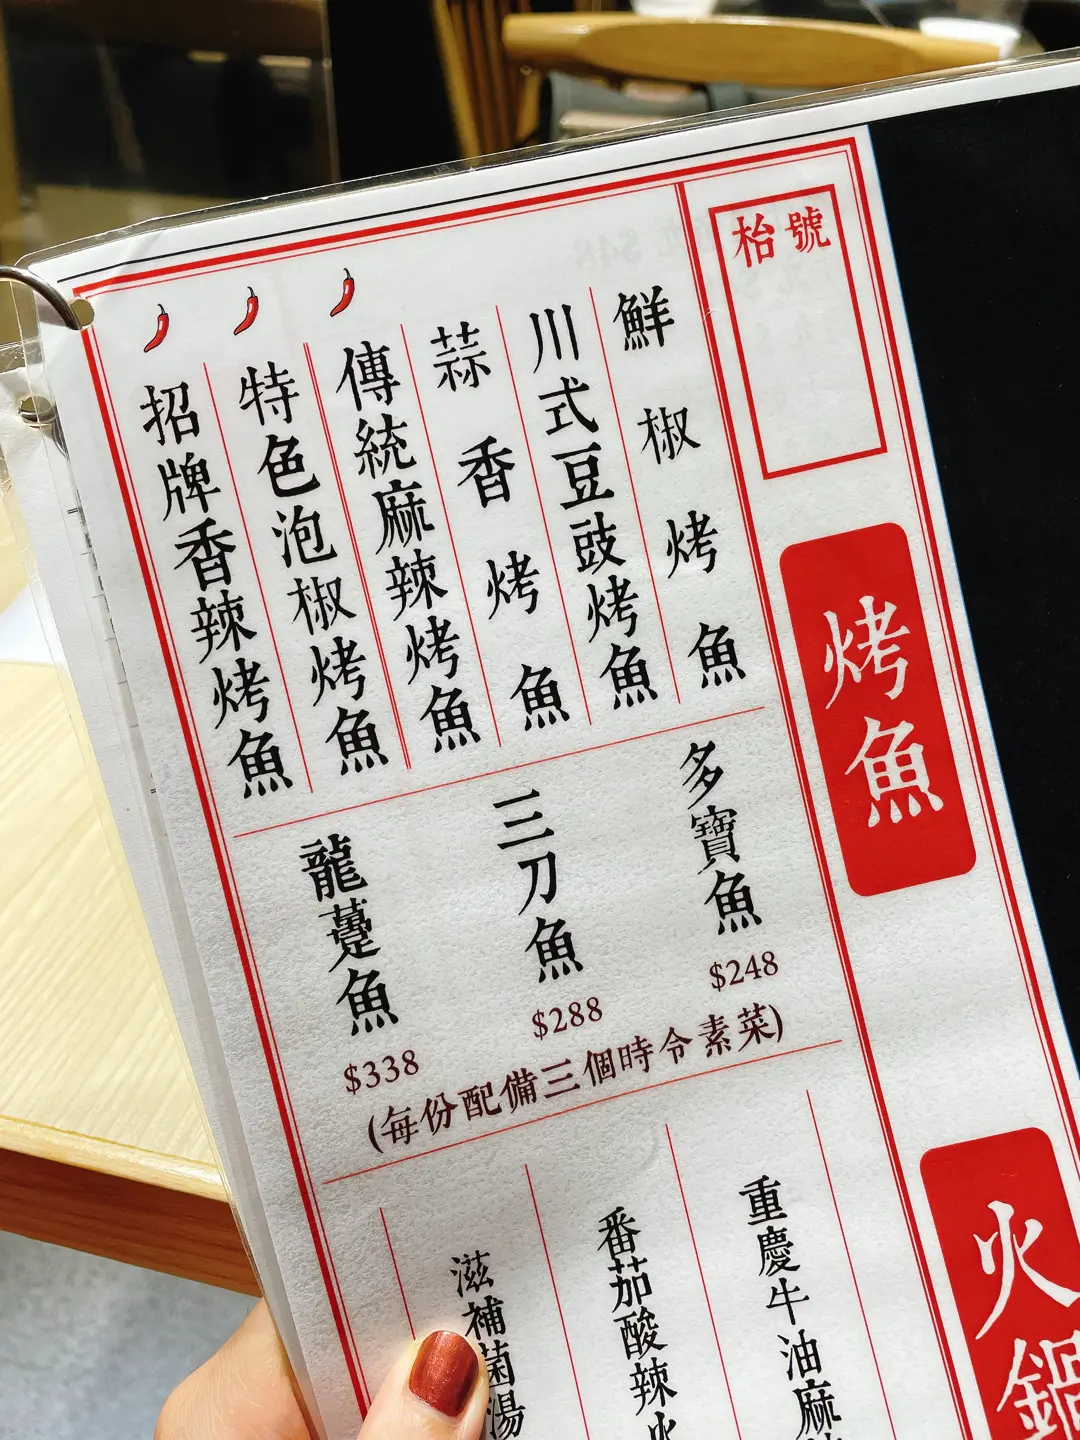 枱號
烤魚
鮮椒烤魚
川式豆豉烤魚
蒜香烤魚
傳統麻辣烤魚
特色泡椒烤魚
招牌香辣烤魚
多寶魚
$248
三刀魚
$288
龍躉魚
$338
(每份配備三個時令素菜)
火鍋
重慶牛油麻
番茄酸辣火
滋補菌湯